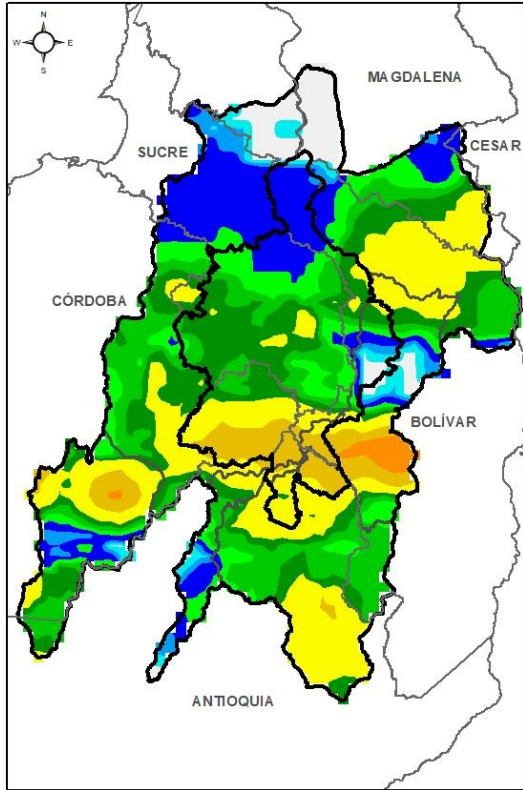 N
W E
S
MAGDALENA
SUCRE
CESAR
CÓRDOBA
BOLÍVAR
ANTIOQUIA